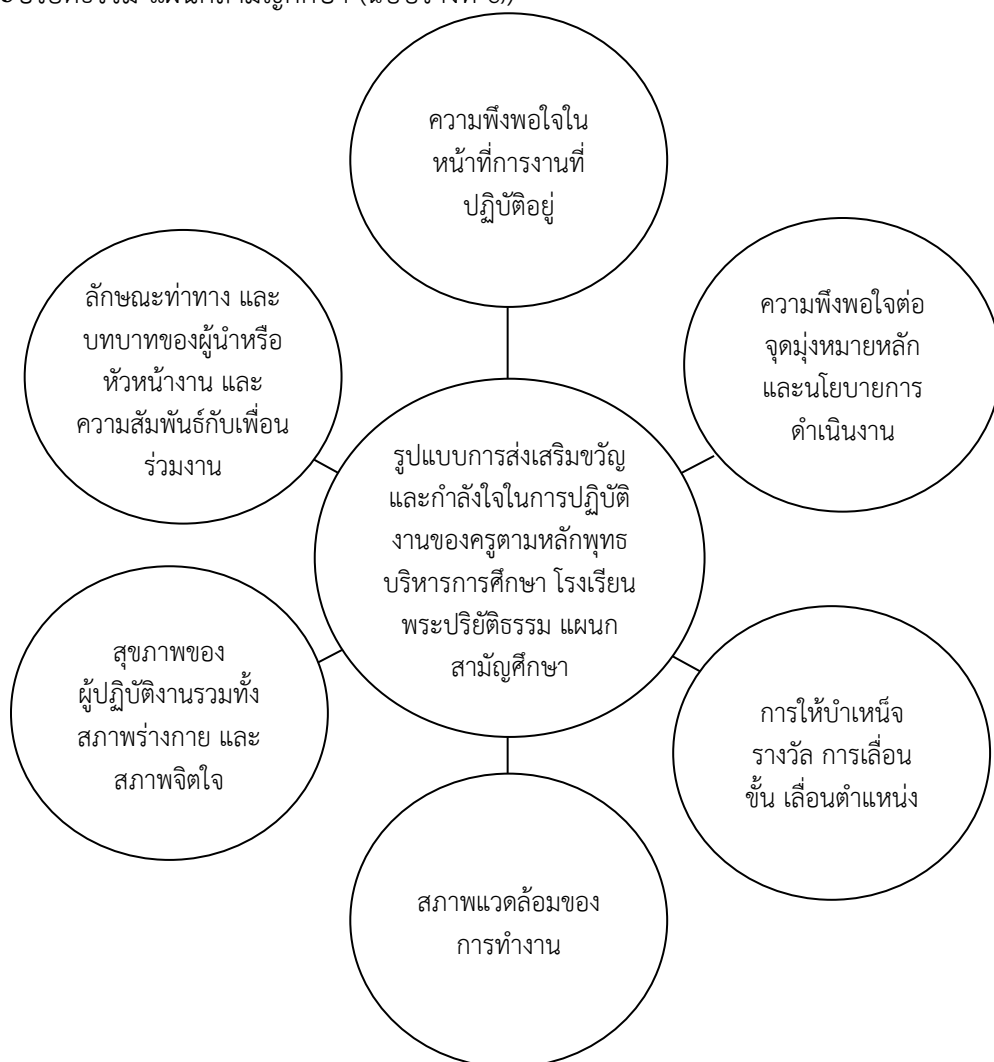 ความพึงพอใจใน
หน้าที่การงานที่
ปฏิบัติอยู่
ลักษณะท่าทาง และ
บทบาทของผู้นำหรือ
หัวหน้างาน และ
ความสัมพันธ์กับเพื่อน
ร่วมงาน
ความพึงพอใจต่อ
จุดมุ่งหมายหลัก
และนโยบายการ
ดำเนินงาน
รูปแบบการส่งเสริมขวัญ
และกำลังใจในการปฏิบัติ
งานของครูตามหลักพุทธ
บริหารการศึกษา โรงเรียน
พระปริยัติธรรม แผนก
สามัญศึกษา
สุขภาพของ
ผู้ปฏิบัติงานรวมทั้ง
สภาพร่างกาย และ
สภาพจิตใจ
การให้บำเหน็จ
รางวัล การเลื่อน
ขั้น เลื่อนตำแหน่ง
สภาพแวดล้อมของ
การทำงาน